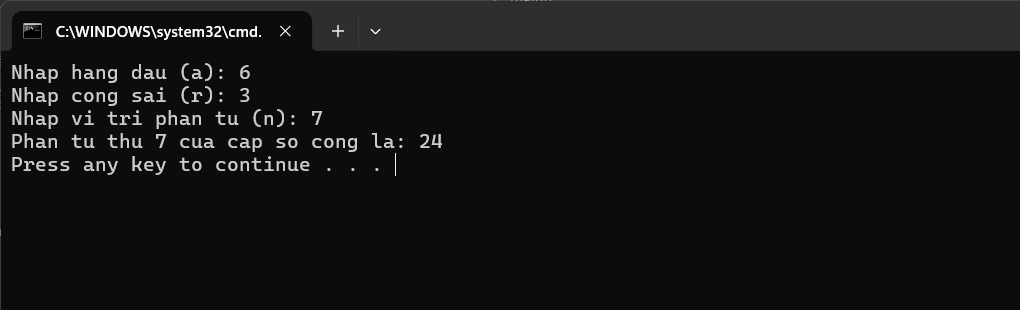 C:\WINDOWS\system32\cmd.
Nhap hang dau (a): 6
Nhap cong sai (r): 3
Nhap vi tri phan tu (n): 7
Phan tu thu 7 cua cap so cong la: 24
Press any key to continue . . .